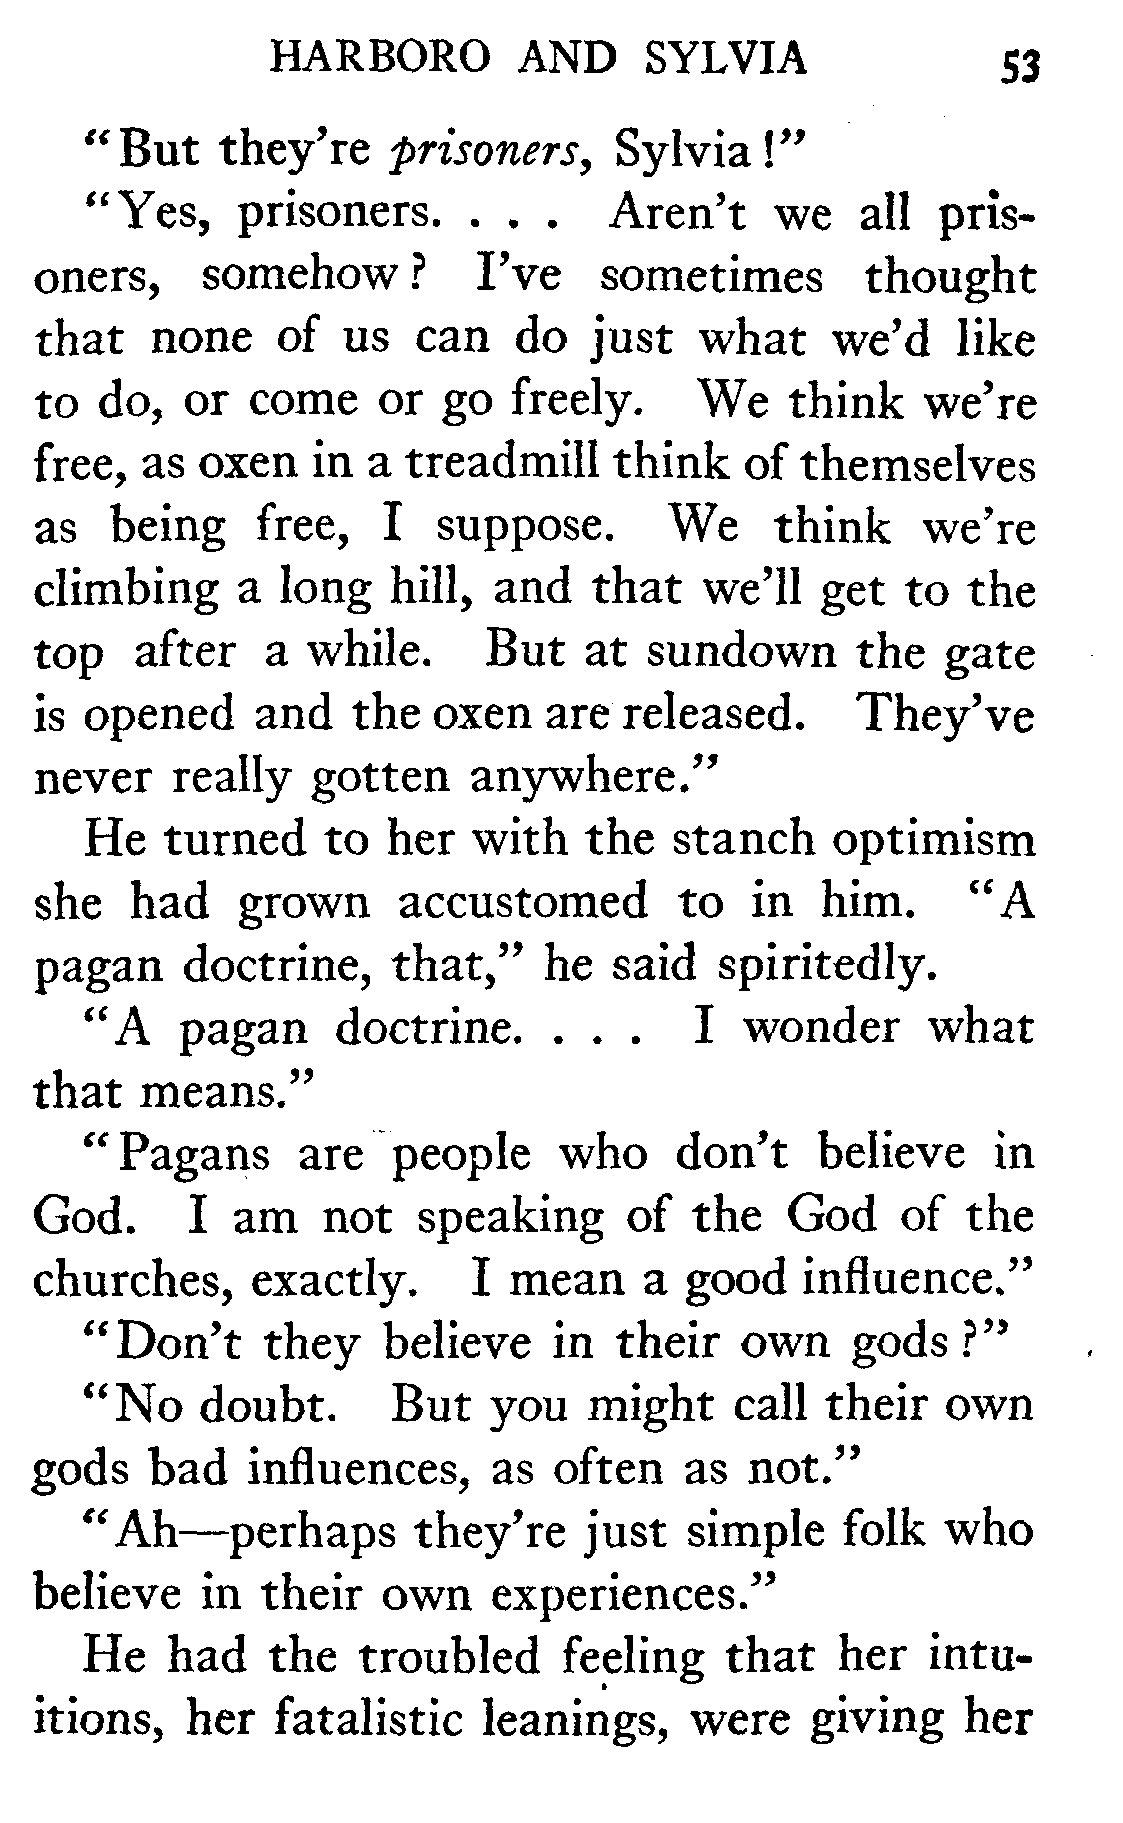 HARBORO AND SYLVIA 53
“But they’re prisoners, Sylvia!”
“Yes, prisoners. . . . Aren’t we all pris-
oners, somehow? I’ve sometimes thought
that none of us can do just what we’d like
to do, or come or go freely. We think we’re
free, as oxen in a treadmill think of themselves
as being free, I suppose. We think we’re
climbing a long hill, and that we’ll get to the
top after a while. But at sundown the gate
is opened and the oxen are released. They’ve
never really gotten anywhere.”
He turned to her with the stanch optimism
she had grown accustomed to in him. “A
pagan doctrine, that,” he said spiritedly.
“A pagan doctrine. . . . I wonder what
that means.”
“Pagans are people who don’t believe in
God. I am not speaking of the God of the
churches, exactly. I mean a good influence.”
“Don’t they believe in their own gods?”
“No doubt. But you might call their own
gods bad influences, as often as not.”
“Ah—perhaps they’re just simple folk who
believe in their own experiences.”
He had the troubled feeling that her intu-
itions, her fatalistic leanings, were giving her